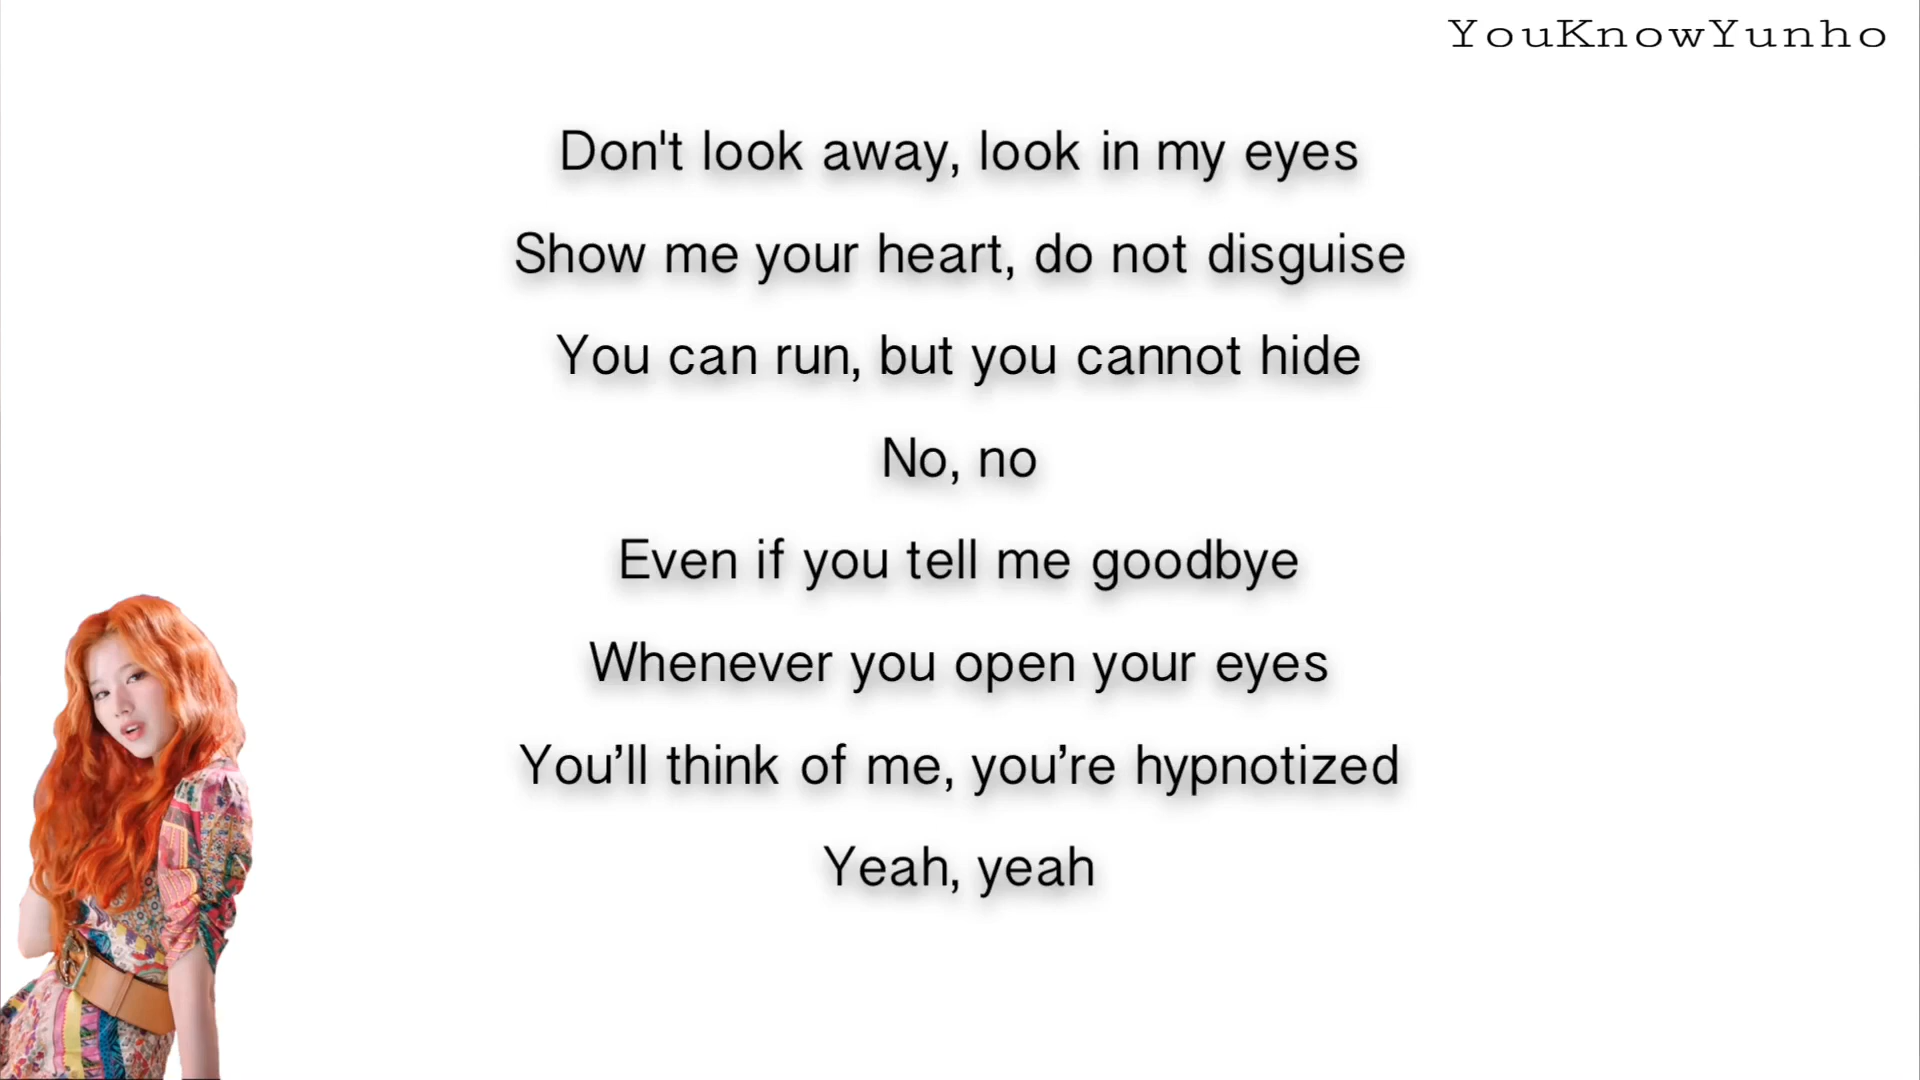 YouKnowYunho
Don't look away, look in my eyes
Show me your heart, do not disguise
You can run, but you cannot hide
No, no
Even if you tell me goodbye
Whenever you open your eyes
You’ll think of me, you’re hypnotized
Yeah, yeah